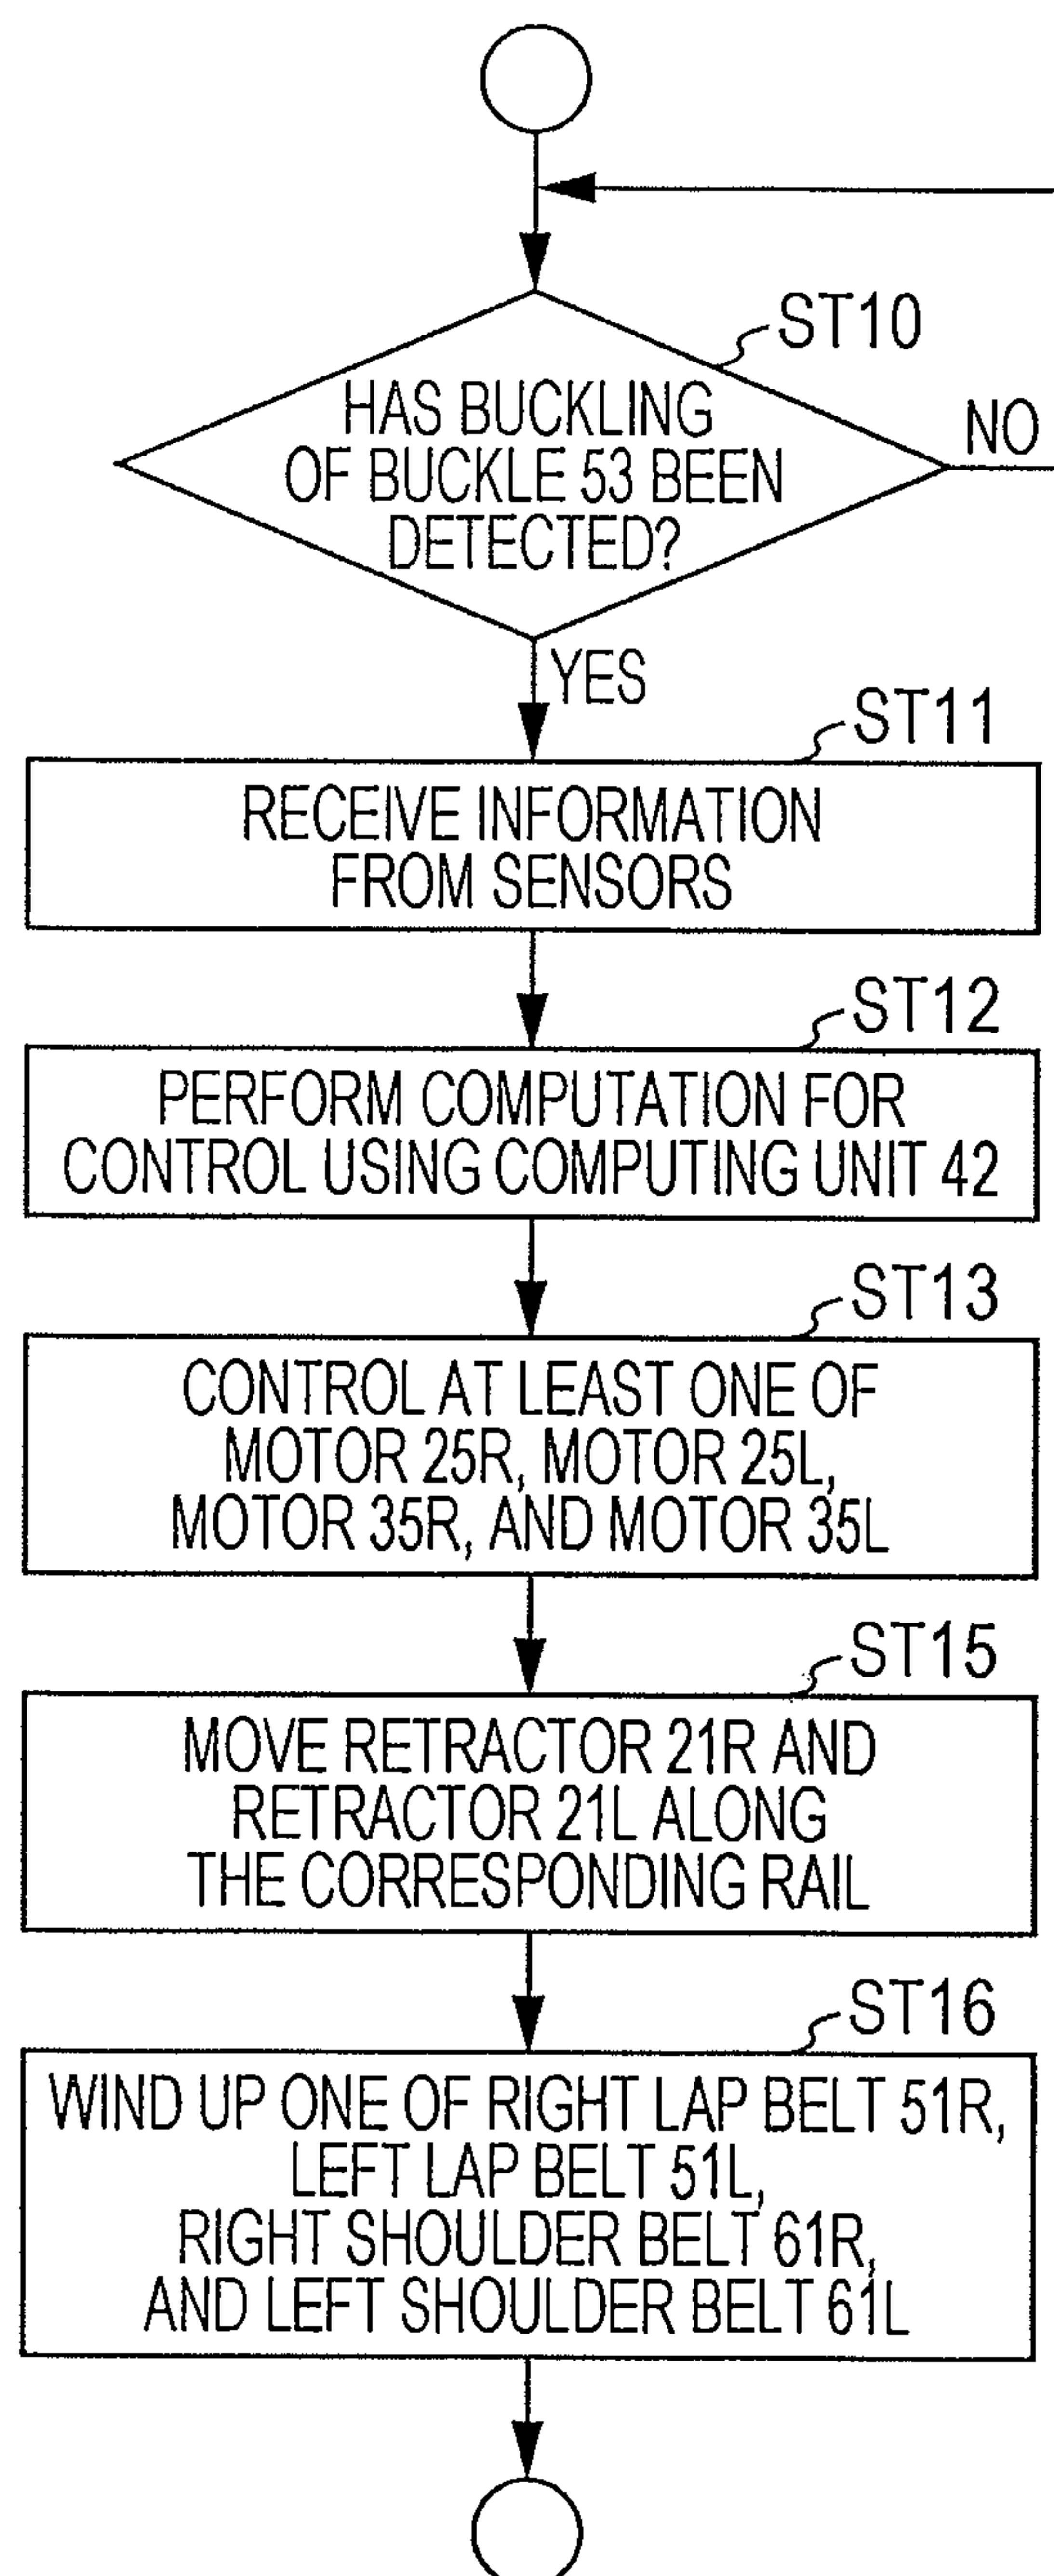 ST10
HAS BUCKLING
OF BUCKLE 53 BEEN
DETECTED?
NO
YES
ST11
RECEIVE INFORMATION
FROM SENSORS
ST12
PERFORM COMPUTATION FOR
CONTROL USING COMPUTING UNIT 42
ST13
CONTROL AT LEAST ONE OF
MOTOR 25R, MOTOR 25L,
MOTOR 35R, AND MOTOR 35L
ST15
MOVE RETRACTOR 21R AND
RETRACTOR 21L ALONG
THE CORRESPONDING RAIL
ST16
WIND UP ONE OF RIGHT LAP BELT 51R,
LEFT LAP BELT 51L,
RIGHT SHOULDER BELT 61R,
AND LEFT SHOULDER BELT 61L